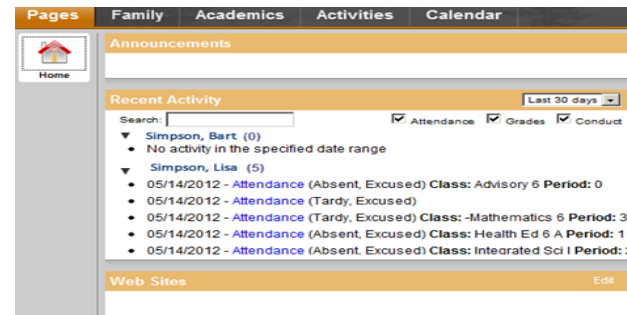 Pages Family Academics Activities Calendar
Home
Announcements
Recent Activity Last 30 days
Search: Attendance Grades Conduct
Simpson, Bart (0)
No activity in the specified date range
Simpson, Lisa (5)
05/14/2012 - Attendance (Absent, Excused) Class: Advisory 6 Period: 0
05/14/2012 - Attendance (Tardy, Excused)
05/14/2012 - Attendance (Tardy, Excused) Class: -Mathematics 6 Period: 3
05/14/2012 - Attendance (Absent, Excused) Class: Health Ed 6 A Period: 1
05/14/2012 - Attendance (Absent, Excused) Class: Integrated Sci I Period:
Web Sites Edit